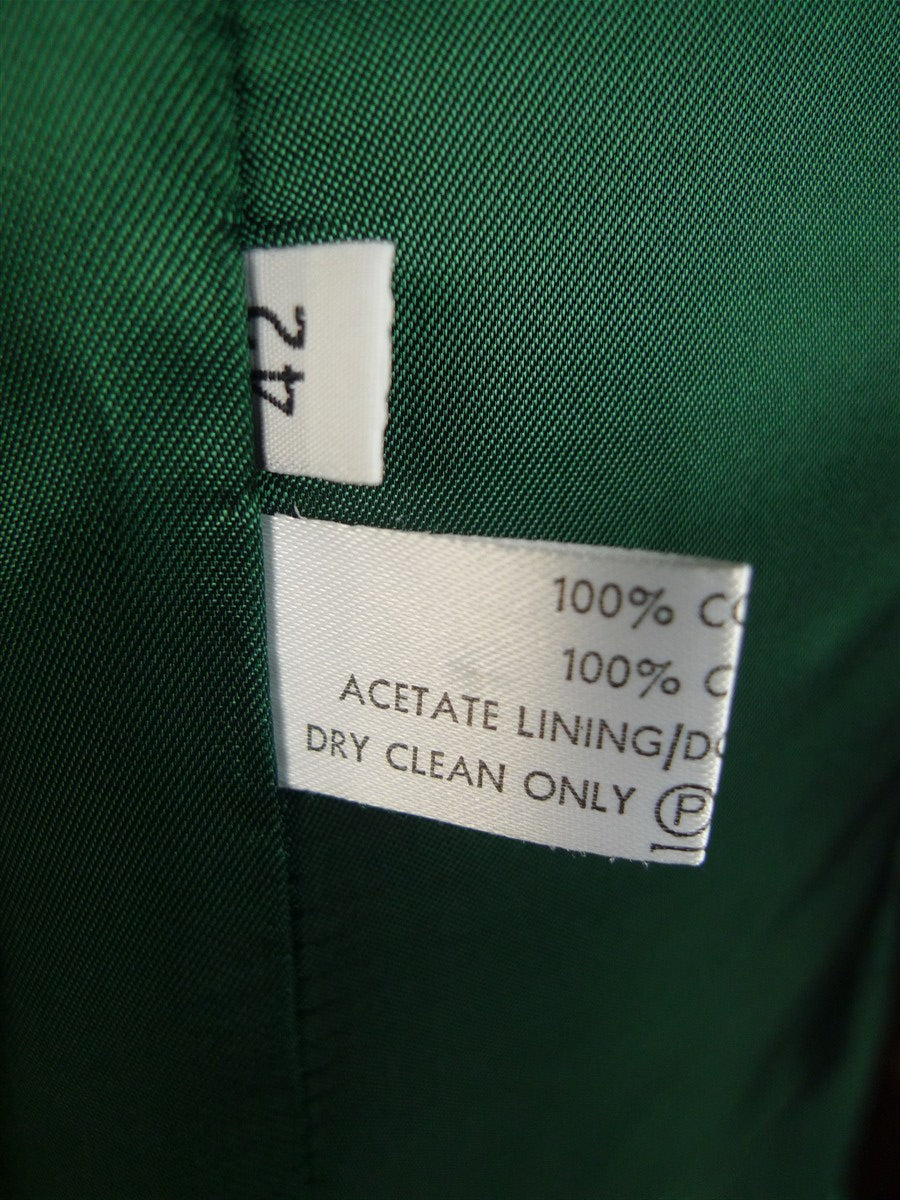 42
100% C
100% C
ACETATE LINING/D
DRY CLEAN ONLY Ⓟ